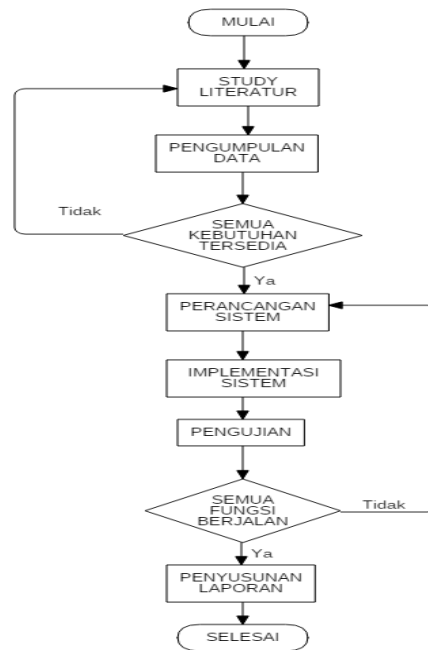 MULAI
STUDY
LITERATUR
PENGUMPULAN
DATA
Tidak
SEMUA
KEBUTUHAN
TERSEDIA
Ya
PERANCANGAN
SISTEM
IMPLEMENTASI
SISTEM
PENGUJIAN
SEMUA
FUNGSI
BERJALAN
Tidak
Ya
PENYUSUNAN
LAPORAN
SELESAI